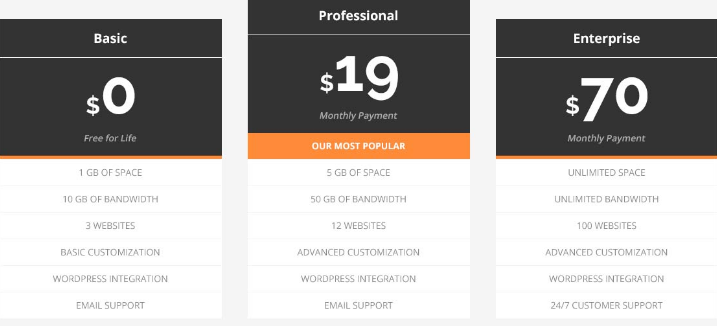 Basic
$0
Free for Life
1 GB OF SPACE
10 GB OF BANDWIDTH
3 WEBSITES
BASIC CUSTOMIZATION
WORDPRESS INTEGRATION
EMAIL SUPPORT
Professional
$19
Monthly Payment
OUR MOST POPULAR
5 GB OF SPACE
50 GB OF BANDWIDTH
12 WEBSITES
ADVANCED CUSTOMIZATION
WORDPRESS INTEGRATION
EMAIL SUPPORT
Enterprise
$70
Monthly Payment
UNLIMITED SPACE
UNLIMITED BANDWIDTH
100 WEBSITES
ADVANCED CUSTOMIZATION
WORDPRESS INTEGRATION
24/7 CUSTOMER SUPPORT